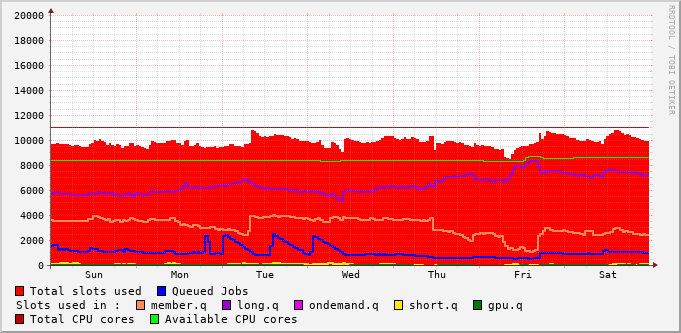 20000
18000
16000
14000
12000
10000
8000
6000
4000
2000
0
Sun Mon Tue Wed Thu Fri Sat
RRDTOOL / TOBI OETIKER
Total slots used Queued Jobs
Slots used in : member.q long.q ondemand.q short.q gpu.q
Total CPU cores Available CPU cores